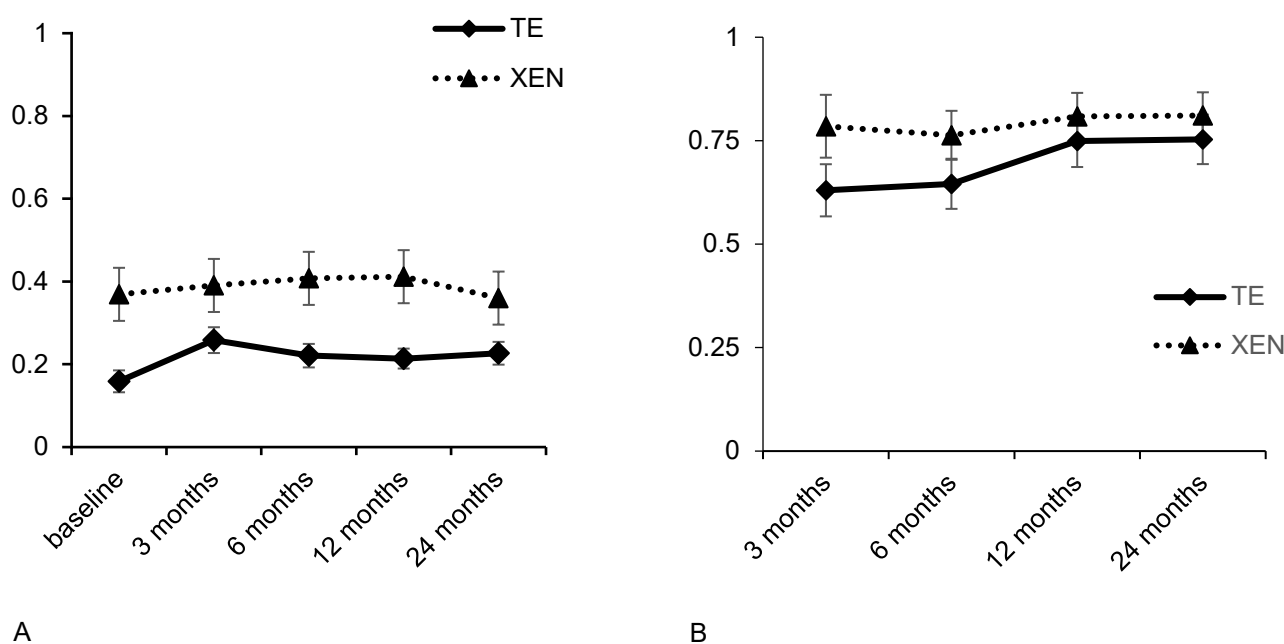 1
0.8
0.6
0.4
0.2
0
TE
XEN
baseline
3 months
6 months
12 months
24 months
A
1
0.75
0.5
0.25
0
TE
XEN
3 months
6 months
12 months
24 months
B